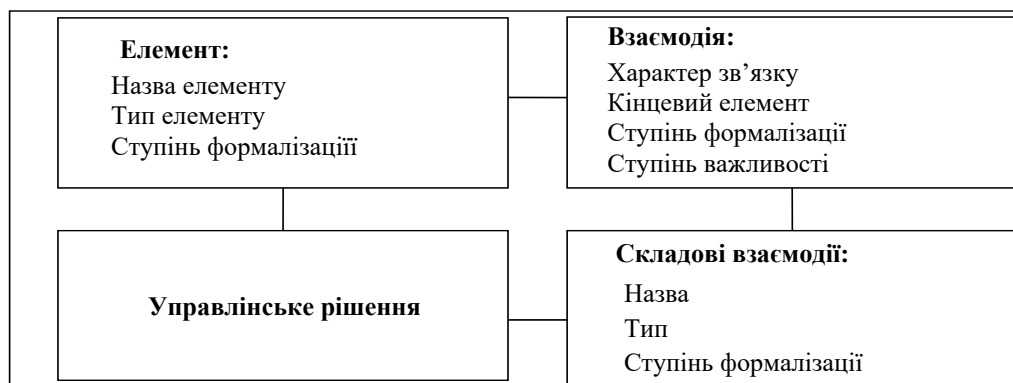 Елемент:
Назва елементу
Тип елементу
Ступінь формалізаціїї
Взаємодія:
Характер зв’язку
Кінцевий елемент
Ступінь формалізації
Ступінь важливості
Управлінське рішення
Складові взаємодії:
Назва
Тип
Ступінь формалізації